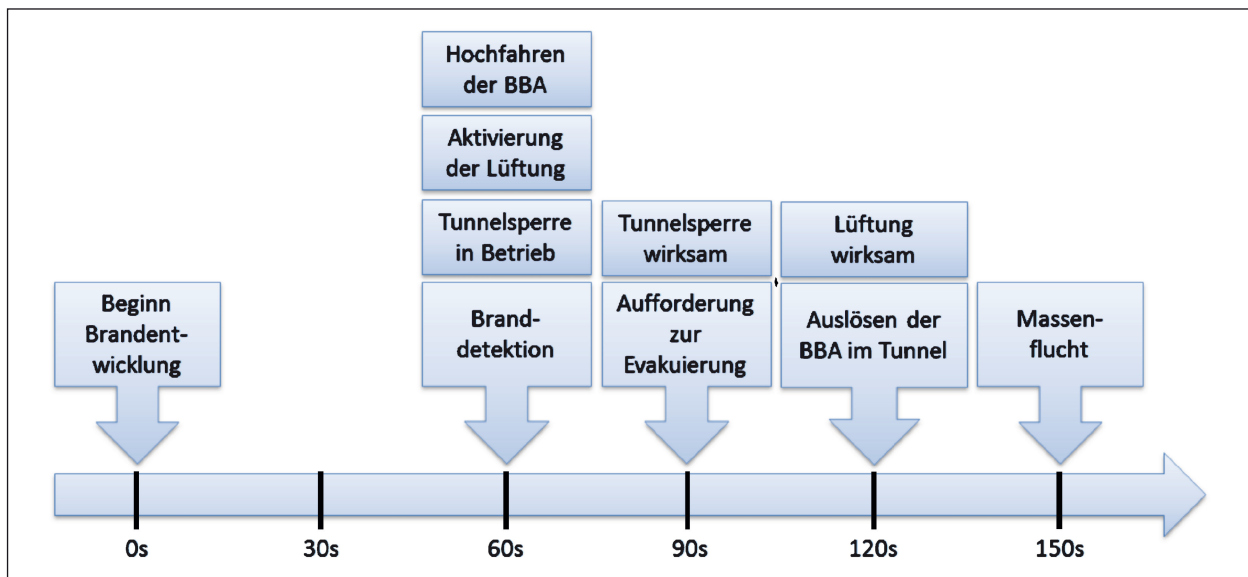 Hochfahren
der BBA
Aktivierung
der Lüftung
Tunnelsperre
in Betrieb
Tunnelsperre
wirksam
Lüftung
wirksam
Beginn
Brandent-
wicklung
Brand-
detektion
Aufforderung
zur
Evakuierung
Auslösen der
BBA im Tunnel
Massen-
flucht
0s
30s
60s
90s
120s
150s